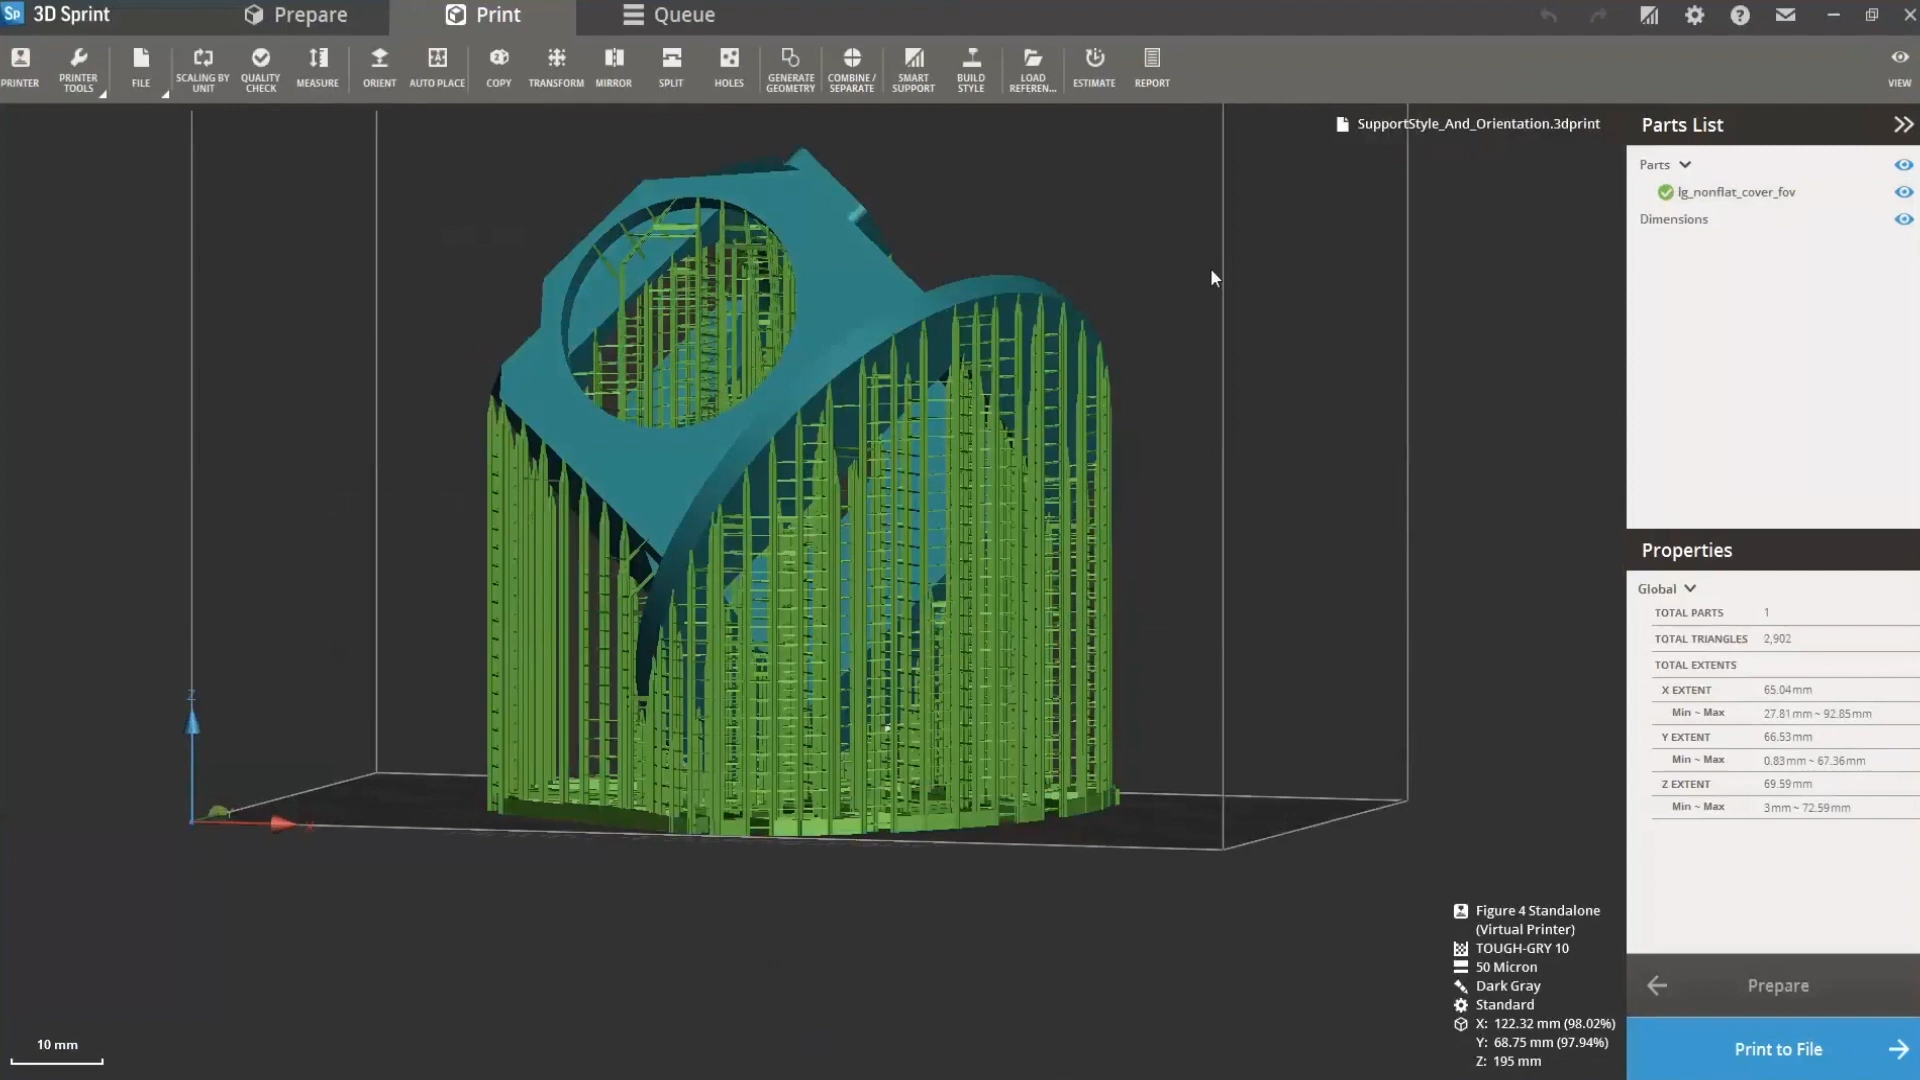 Sp 3D Sprint
Prepare
Print
Queue
PRINTER
PRINTER TOOLS
FILE
SCALING BY UNIT
QUALITY CHECK
MEASURE
ORIENT
AUTO PLACE
COPY
TRANSFORM
MIRROR
SPLIT
HOLES
GENERATE GEOMETRY
COMBINE / SEPARATE
SMART SUPPORT
BUILD STYLE
LOAD REFEREN...
ESTIMATE
REPORT
VIEW
SupportStyle_And_Orientation.3dprint
Parts List
Parts
lg_nonflat_cover_fov
Dimensions
Properties
Global
TOTAL PARTS 1
TOTAL TRIANGLES 2,902
TOTAL EXTENTS
X EXTENT 65.04mm
Min ~ Max 27.81mm ~ 92.85mm
Y EXTENT 66.53mm
Min ~ Max 0.83mm ~ 67.36mm
Z EXTENT 69.59mm
Min ~ Max 3mm ~ 72.59mm
Z
X
Figure 4 Standalone
(Virtual Printer)
TOUGH-GRY 10
50 Micron
Dark Gray
Standard
X: 122.32 mm (98.02%)
Y: 68.75 mm (97.94%)
Z: 195 mm
10 mm
Prepare
Print to File